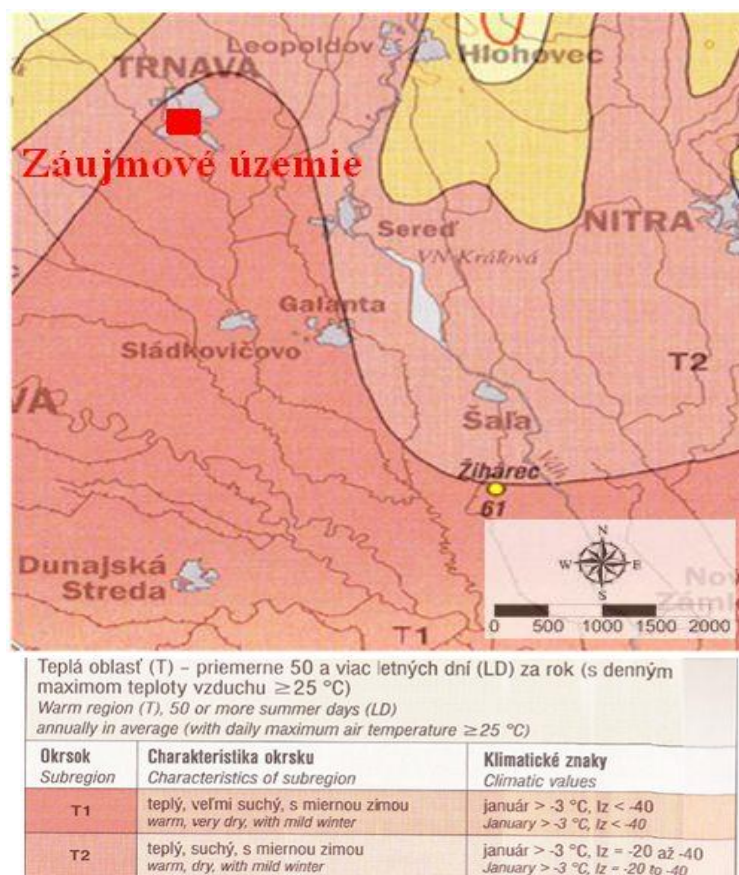 Leopoldov
Hlohovec
TRNAVA
Záujmové územie
Sereď
NITRA
VN Kráľová
Galanta
Sládkovičovo
T2
VA
Šaľa
Váh
Žihárec
61
N
W E
S
Dunajská
Streda
T1
0 500 1000 1500 2000
Teplá oblasť (T) – priemerne 50 a viac letných dní (LD) za rok (s denným
maximom teploty vzduchu ≥25 °C)
Warm region (T), 50 or more summer days (LD)
annually in average (with daily maximum air temperature ≥25 °C)
Okrsok Charakteristika okrsku Klimatické znaky
Subregion Characteristics of subregion Climatic values
T1 teplý, veľmi suchý, s miernou zimou január > -3 °C, Iz < -40
warm, very dry, with mild winter January > -3 °C, Iz < -40
T2 teplý, suchý, s miernou zimou január > -3 °C, Iz = -20 až -40
warm, dry, with mild winter January > -3 °C, Iz = -20 to -40